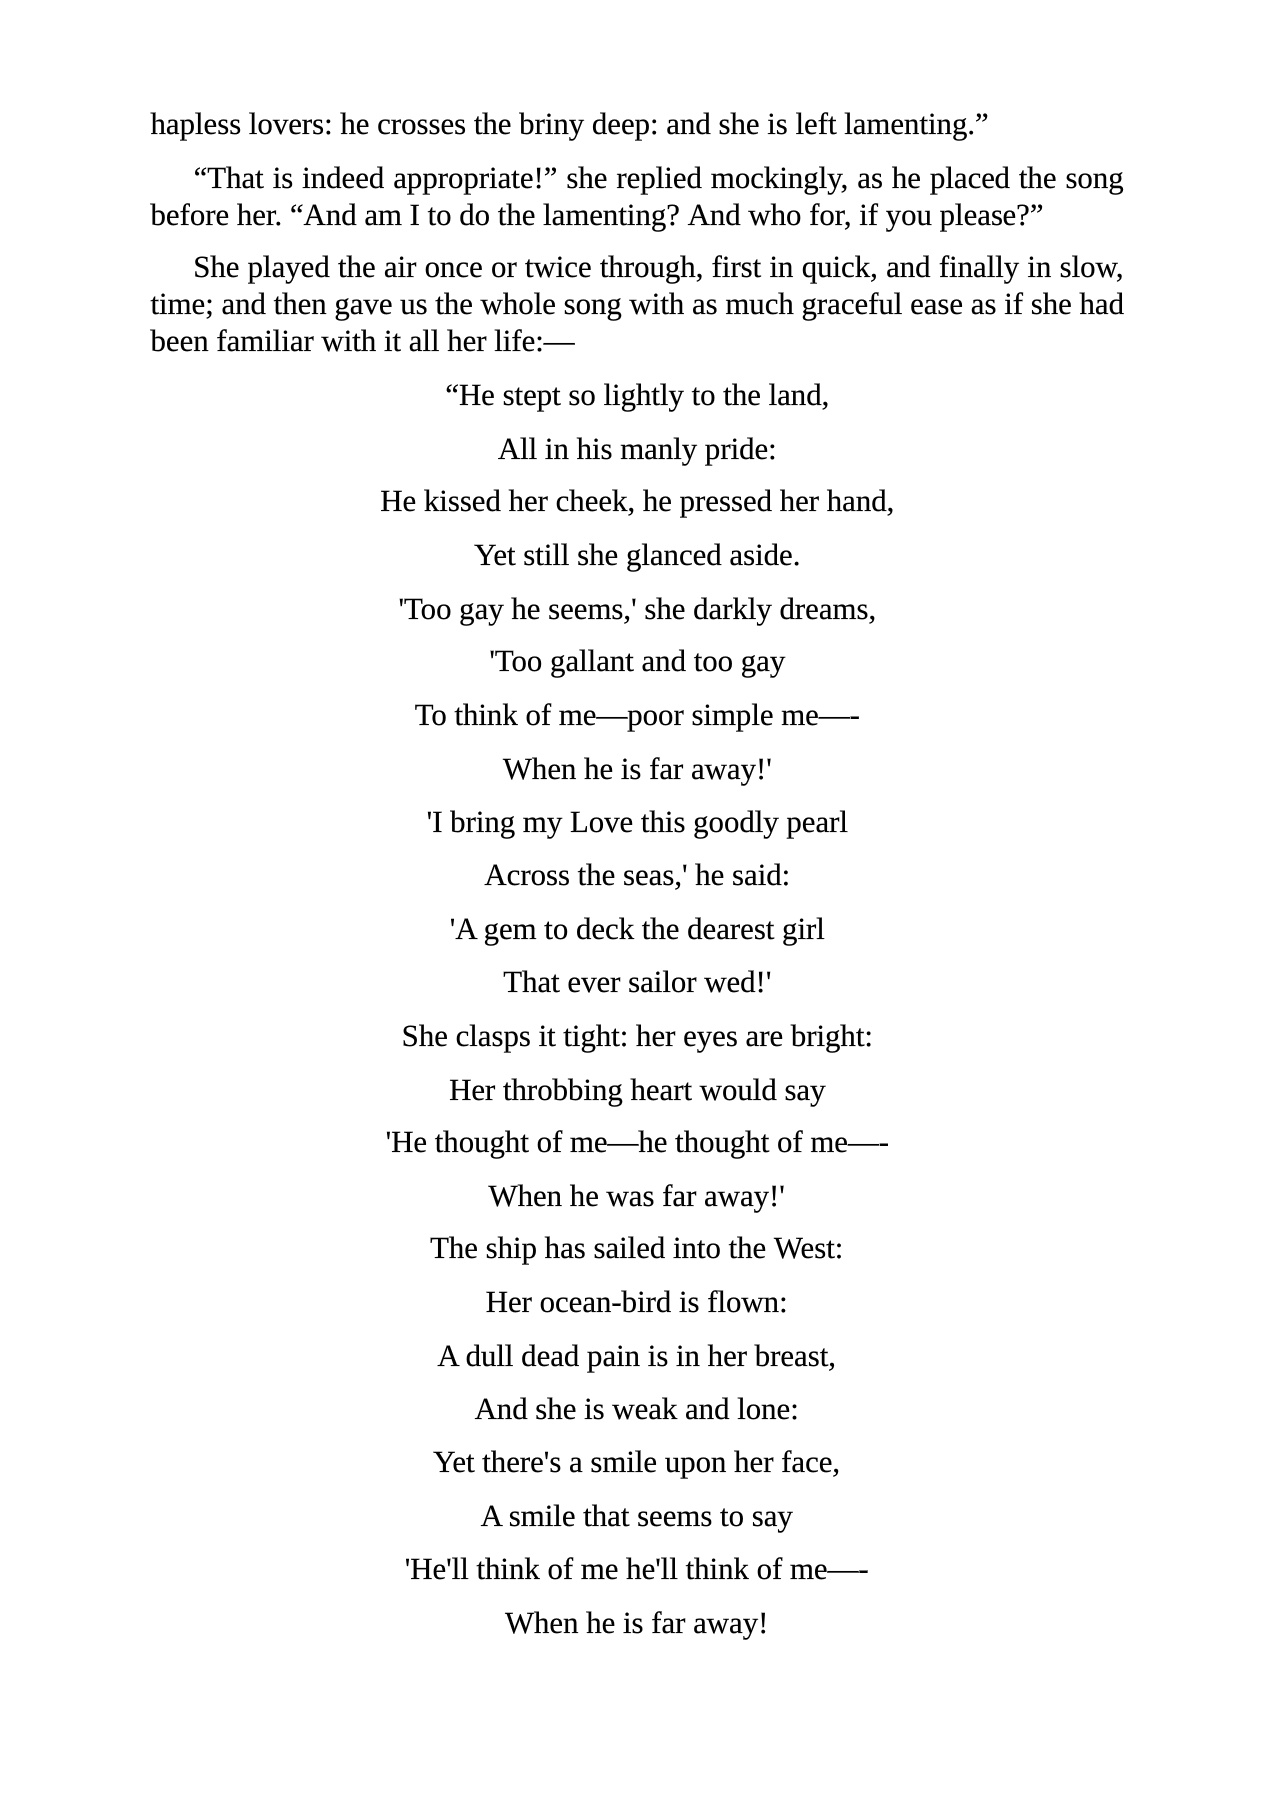 hapless lovers: he crosses the briny deep: and she is left lamenting.”
“That is indeed appropriate!” she replied mockingly, as he placed the song
before her. “And am I to do the lamenting? And who for, if you please?”
She played the air once or twice through, first in quick, and finally in slow,
time; and then gave us the whole song with as much graceful ease as if she had
been familiar with it all her life:—
“He stept so lightly to the land,
All in his manly pride:
He kissed her cheek, he pressed her hand,
Yet still she glanced aside.
'Too gay he seems,' she darkly dreams,
'Too gallant and too gay
To think of me—poor simple me—-
When he is far away!'
'I bring my Love this goodly pearl
Across the seas,' he said:
'A gem to deck the dearest girl
That ever sailor wed!'
She clasps it tight: her eyes are bright:
Her throbbing heart would say
'He thought of me—he thought of me—-
When he was far away!'
The ship has sailed into the West:
Her ocean-bird is flown:
A dull dead pain is in her breast,
And she is weak and lone:
Yet there's a smile upon her face,
A smile that seems to say
'He'll think of me he'll think of me—-
When he is far away!